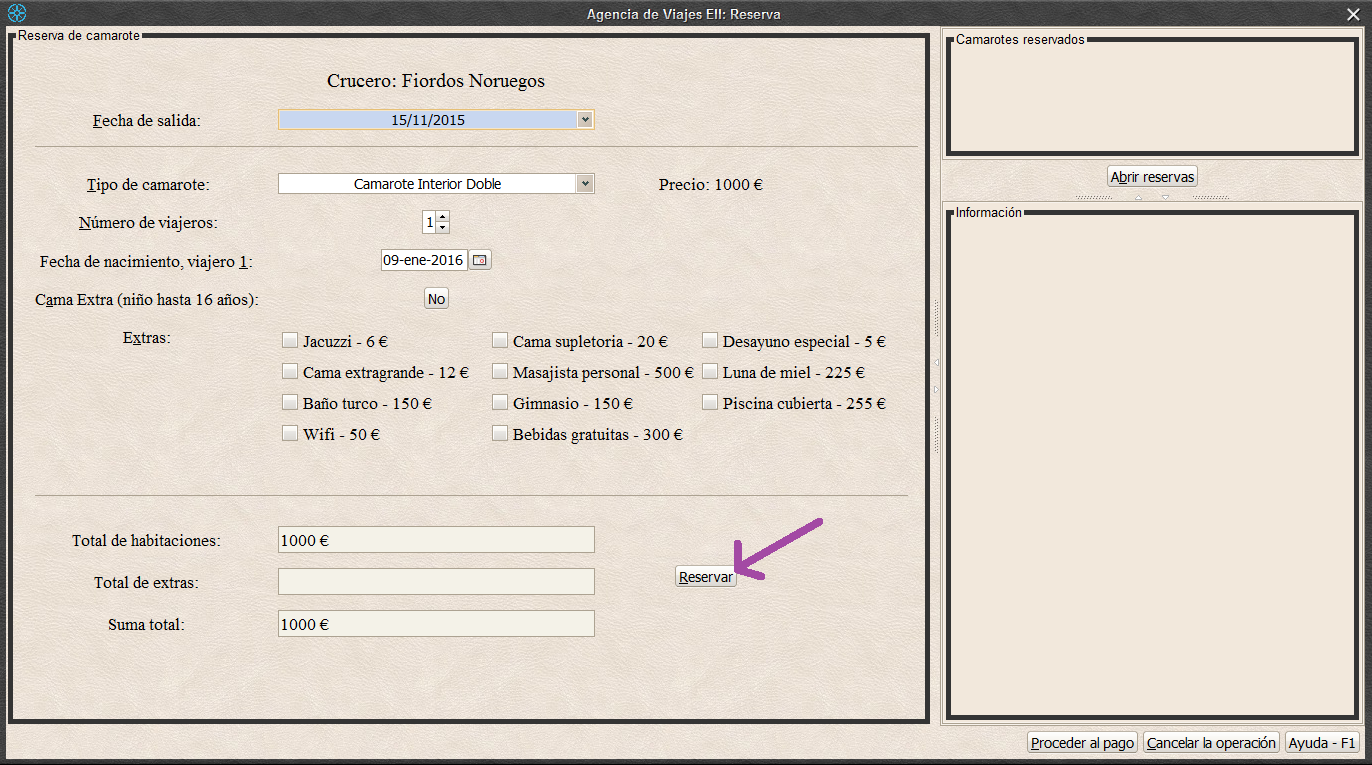 Agencia de Viajes EII: Reserva
Reserva de camarote
Crucero: Fiordos Noruegos
Fecha de salida: 15/11/2015
Tipo de camarote: Camarote Interior Doble Precio: 1000 €
Número de viajeros: 1
Fecha de nacimiento, viajero 1: 09-ene-2016
Cama Extra (niño hasta 16 años): No
Extras: Jacuzzi - 6 € Cama supletoria - 20 € Desayuno especial - 5 €
Cama extragrande - 12 € Masajista personal - 500 € Luna de miel - 225 €
Baño turco - 150 € Gimnasio - 150 € Piscina cubierta - 255 €
Wifi - 50 € Bebidas gratuitas - 300 €
Total de habitaciones: 1000 €
Total de extras:
Reservar
Suma total: 1000 €
Camarotes reservados
Abrir reservas
Información
Proceder al pago Cancelar la operación Ayuda - F1